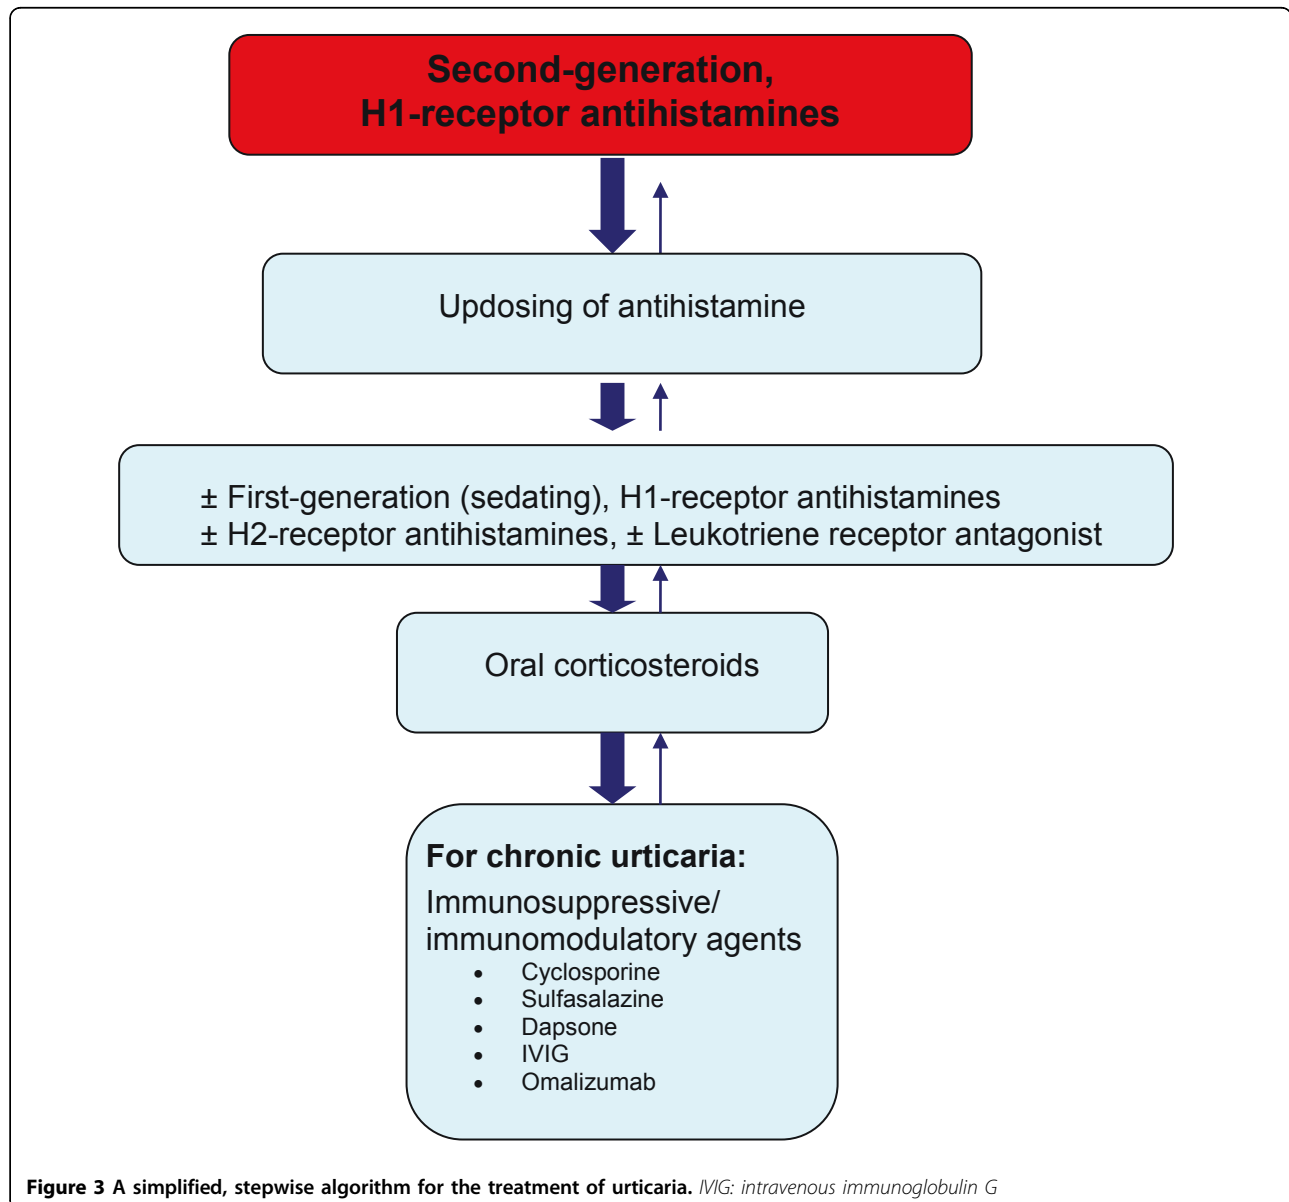 Second-generation,
H1-receptor antihistamines
Updosing of antihistamine
± First-generation (sedating), H1-receptor antihistamines
± H2-receptor antihistamines, ± Leukotriene receptor antagonist
Oral corticosteroids
For chronic urticaria:
Immunosuppressive/
immunomodulatory agents
• Cyclosporine
• Sulfasalazine
• Dapsone
• IVIG
• Omalizumab
Figure 3 A simplified, stepwise algorithm for the treatment of urticaria. IVIG: intravenous immunoglobulin G